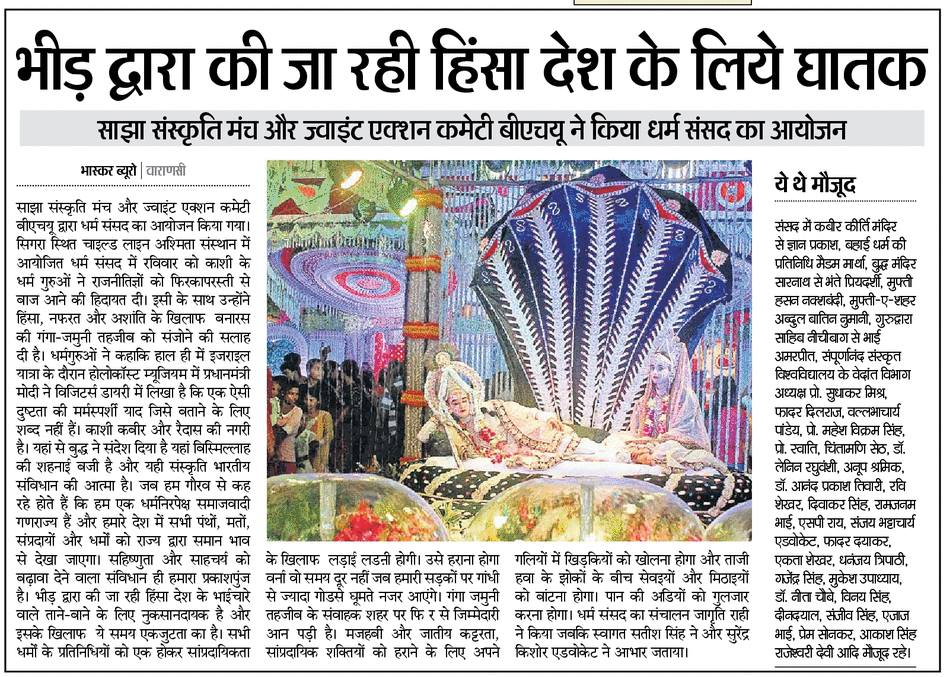 भीड़ द्वारा की जा रही हिंसा देश के लिये घातक
साझा संस्कृति मंच और ज्वाइंट एक्शन कमेटी बीएचयू ने किया धर्म संसद का आयोजन
भास्कर ब्यूरो | वाराणसी
साझा संस्कृति मंच और ज्वाइंट एक्शन कमेटी
बीएचयू द्वारा धर्म संसद का आयोजन किया गया।
सिगरा स्थित चाइल्ड लाइन अश्मिता संस्थान में
आयोजित धर्म संसद में रविवार को काशी के
धर्म गुरुओं ने राजनीतिज्ञों को फिरकापरस्ती से
वाज आने की हिदायत दी। इसी के साथ उन्होंने
हिंसा, नफरत और अशांति के खिलाफ बनारस
की गंगा-जमुनी तहजीब को संजोने की सलाह
दी है। धर्मगुरुओं ने कहाकि हाल ही में इजराइल
यात्रा के दौरान होलोकॉस्ट म्यूजियम में प्रधानमंत्री
मोदी ने विजिटर्स डायरी में लिखा है कि एक ऐसी
दुष्टता की मर्मस्पर्शी याद जिसे बताने के लिए
शब्द नहीं हैं। काशी कवीर और रैदास की नगरी
है। यहां से बुद्ध ने संदेश दिया है यहां विस्मिल्लाह
की शहनाई बजी है और यही संस्कृति भारतीय
संविधान की आत्मा है। जब हम गौरव से कह
रहे होते हैं कि हम एक धर्मनिरपेक्ष समाजवादी
गणराज्य हैं और हमारे देश में सभी पंथों, मतों,
संप्रदायों और धर्मों को राज्य द्वारा समान भाव
से देखा जाएगा। सहिष्णुता और साहचर्य को
बढ़ावा देने वाला संविधान ही हमारा प्रकाशपुंज
है। भीड़ द्वारा की जा रही हिंसा देश के भाईचारे
वाले ताने-बाने के लिए नुकसानदायक है और
इसके खिलाफ ये समय एकजुटता का है। सभी
धर्मों के प्रतिनिधियों को एक होकर सांप्रदायिकता
के खिलाफ लड़ाई लडऩी होगी। उसे हराना होगा
वर्ना वो समय दूर नहीं जब हमारी सड़कों पर गांधी
से ज्यादा गोडसे घूमते नजर आएंगे। गंगा जमुनी
तहजीब के संवाहक शहर पर फि र से जिम्मेदारी
आन पड़ी है। मजहवी और जातीय कट्टरता,
सांप्रदायिक शक्तियों को हराने के लिए अपने
गलियों में खिड़कियों को खोलना होगा और ताजी
हवा के झोकों के बीच सेवइयों और मिठाइयों
को वांटना होगा। पान की अडियों को गुलजार
करना होगा। धर्म संसद का संचालन जागृति राही
ने किया जबकि स्वागत सतीश सिंह ने और सुरेंद्र
किशोर एडवोकेट ने आभार जताया।
ये थे मौजूद
संसद में कबीर कीर्ति मंदिर
से ज्ञान प्रकाश, बहाई धर्म की
प्रतिनिधि मैडम मार्था, बुद्ध मंदिर
सारनाथ से भंते प्रियदर्शी, मुफ्ती
हसन नक्शबंदी, मुफ्ती-ए-शहर
अब्दुल वातिन नुमानी, गुरुद्वारा
साहिब नीचीबाग से भाई
अमरप्रीत, संपूर्णानंद संस्कृत
विश्वविद्यालय के वेदांत विभाग
अध्यक्ष प्रो. सुधाकर मिश्र,
फादर दिलराज, वल्लभाचार्य
पांडेय, प्रो. महेश विक्रम सिंह,
प्रो. स्वाति, चिंतामणि सेठ, डॉ.
लेनिन रघुवंशी, अनूप श्रमिक,
डॉ. आनंद प्रकाश तिवारी, रवि
शेखर, दिवाकर सिंह, रामजनम
भाई, एसपी राय, संजय भट्टाचार्य
एडवोकेट, फादर दयाकर,
एकता शेखर, धनंजय त्रिपाठी,
गजेंद्र सिंह, मुकेश उपाध्याय,
डॉ. नीता चौबे, विनय सिंह,
दीनदयाल, संजीव सिंह, एजाज
भाई, प्रेम सोनकर, आकाश सिंह
राजेश्वरी देवी आदि मौजूद रहे।